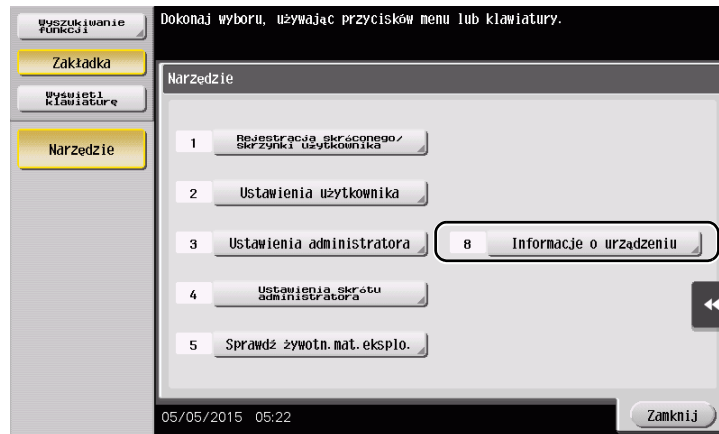 Wyszukiwanie
funkcji
Dokonaj wyboru, używając przycisków menu lub klawiatury.
Zakładka
Wyświetl
klawiaturę
Narzędzie
Narzędzie
1 Rejestracja skróconego/
skrzynki użytkownika
2 Ustawienia użytkownika
3 Ustawienia administratora
8 Informacje o urządzeniu
4 Ustawienia skrótu
administratora
5 Sprawdź żywotn.mat.eksplo.
05/05/2015 05:22
Zamknij